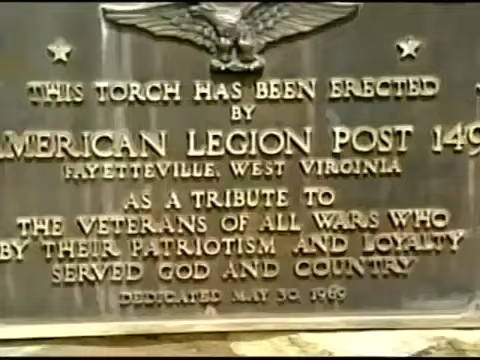 THIS TORCH HAS BEEN ERECTED
BY
AMERICAN LEGION POST 149
FAYETTEVILLE, WEST VIRGINIA
AS A TRIBUTE TO
THE VETERANS OF ALL WARS WHO
BY THEIR PATRIOTISM AND LOYALTY
SERVED GOD AND COUNTRY
DEDICATED MAY 30, 1969